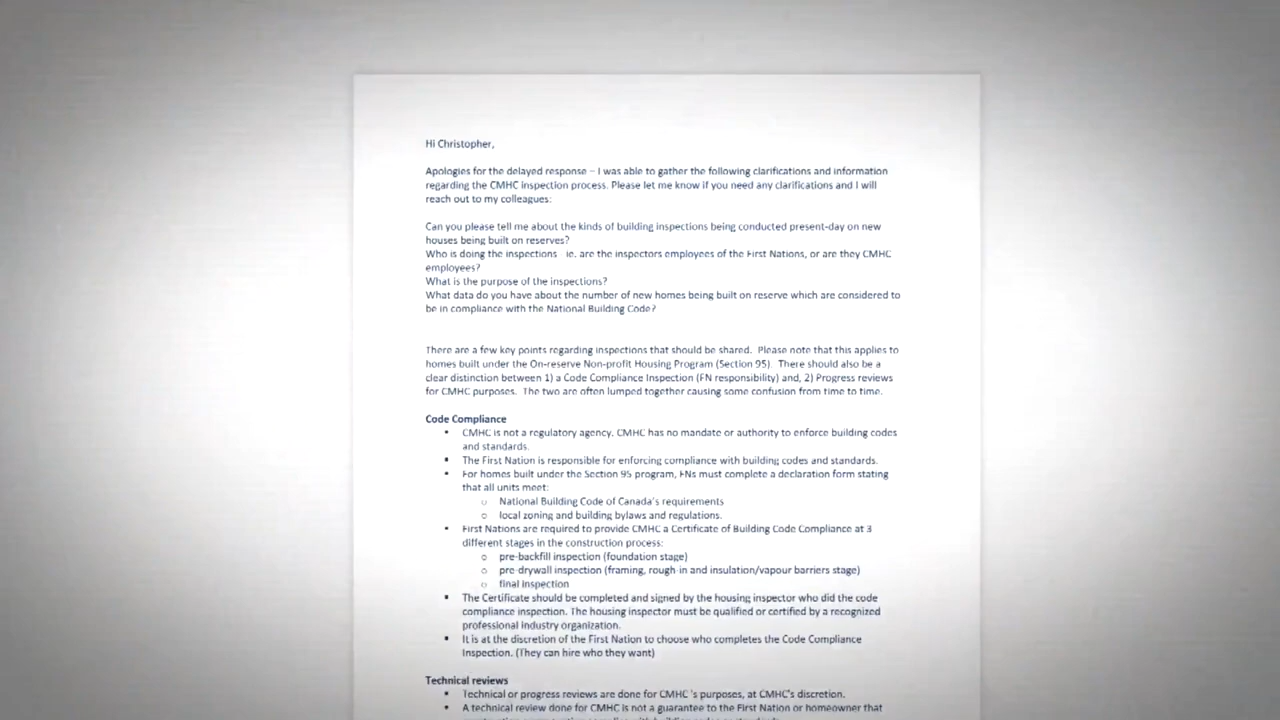 Hi Christopher,
Apologies for the delayed response – I was able to gather the following clarifications and information
regarding the CMHC inspection process. Please let me know if you need any clarifications and I will
reach out to my colleagues:
Can you please tell me about the kinds of building inspections being conducted present-day on new
houses being built on reserves?
Who is doing the inspections ie. are the inspectors employees of the First Nations, or are they CMHC
employees?
What is the purpose of the inspections?
What data do you have about the number of new homes being built on reserve which are considered to
be in compliance with the National Building Code?
There are a few key points regarding inspections that should be shared. Please note that this applies to
homes built under the On-reserve Non-profit Housing Program (Section 95). There should also be a
clear distinction between 1) a Code Compliance Inspection (FN responsibility) and, 2) Progress reviews
for CMHC purposes. The two are often lumped together causing some confusion from time to time.
Code Compliance
• CMHC is not a regulatory agency. CMHC has no mandate or authority to enforce building codes
and standards.
• The First Nation is responsible for enforcing compliance with building codes and standards.
• For homes built under the Section 95 program, FNs must complete a declaration form stating
that all units meet:
o National Building Code of Canada's requirements
o local zoning and building bylaws and regulations.
• First Nations are required to provide CMHC a Certificate of Building Code Compliance at 3
different stages in the construction process:
o pre-backfill inspection (foundation stage)
o pre-drywall inspection (framing, rough-in and insulation/vapour barriers stage)
o final inspection
• The Certificate should be completed and signed by the housing inspector who did the code
compliance inspection. The housing inspector must be qualified or certified by a recognized
professional industry organization.
• It is at the discretion of the First Nation to choose who completes the Code Compliance
Inspection. (They can hire who they want)
Technical reviews
• Technical or progress reviews are done for CMHC 's purposes, at CMHC's discretion.
• A technical review done for CMHC is not a guarantee to the First Nation or homeowner that